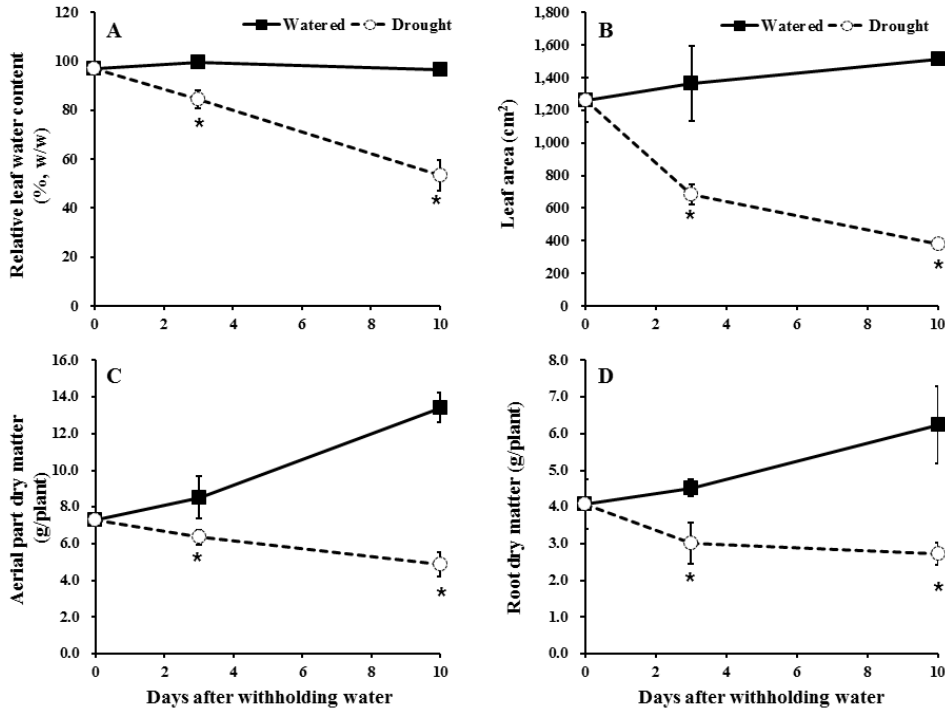 A
Watered
Drought
120
100
80
60
40
20
0
Relative leaf water content
(%, w/w)
*
*
0 2 4 6 8 10
B
Watered
Drought
1,800
1,600
1,400
1,200
1,000
800
600
400
200
0
Leaf area (cm²)
*
*
0 2 4 6 8 10
C
16.0
14.0
12.0
10.0
8.0
6.0
4.0
2.0
0.0
Aerial part dry matter
(g/plant)
*
*
0 2 4 6 8 10
Days after withholding water
D
8.0
7.0
6.0
5.0
4.0
3.0
2.0
1.0
0.0
Root dry matter (g/plant)
*
*
0 2 4 6 8 10
Days after withholding water